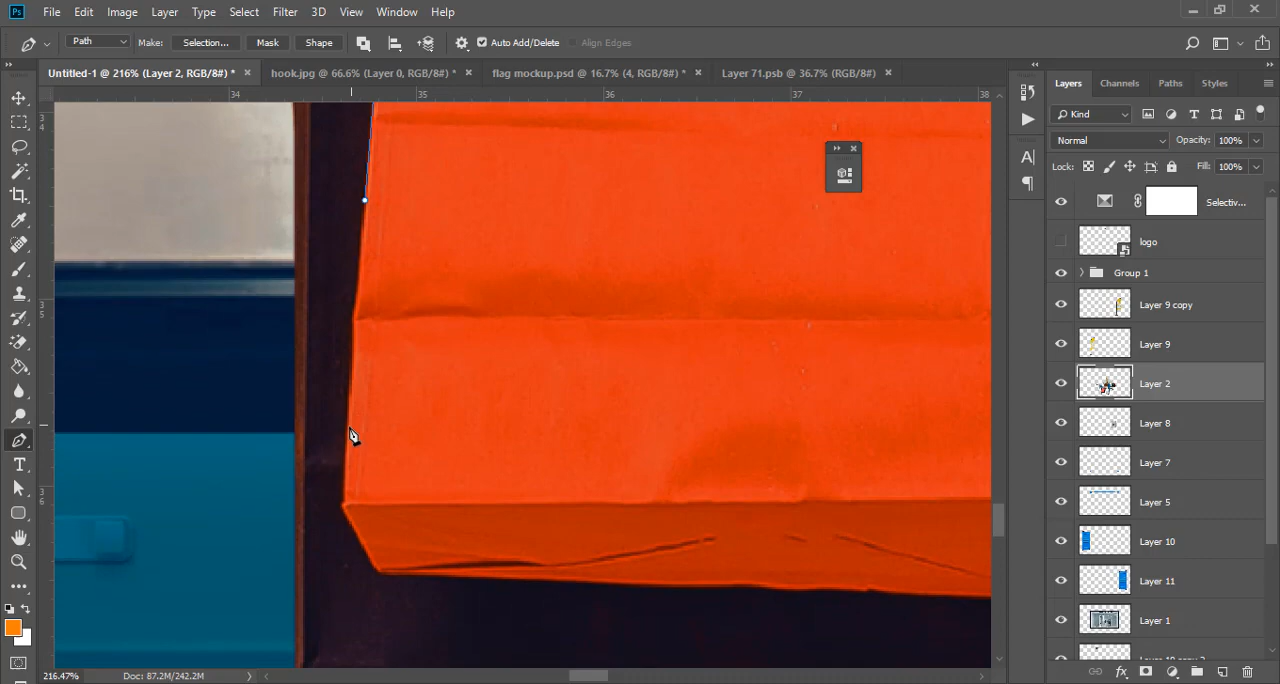 Ps File Edit Image Layer Type Select Filter 3D View Window Help
Path Make: Selection... Mask Shape Auto Add/Delete Align Edges
Untitled-1 @ 216% (Layer 2, RGB/8#) * hook.jpg @ 66.6% (Layer 0, RGB/8#) * flag mockup.psd @ 16.7% (4, RGB/8#) * Layer 71.psb @ 36.7% (RGB/8#)
34 35 36 37 38
34
35
36
Layers Channels Paths Styles
Kind
Normal Opacity: 100%
Lock: Fill: 100%
Selectiv...
logo
Group 1
Layer 9 copy
Layer 9
Layer 2
Layer 8
Layer 7
Layer 5
Layer 10
Layer 11
Layer 1
216.47% Doc: 87.2M/242.2M